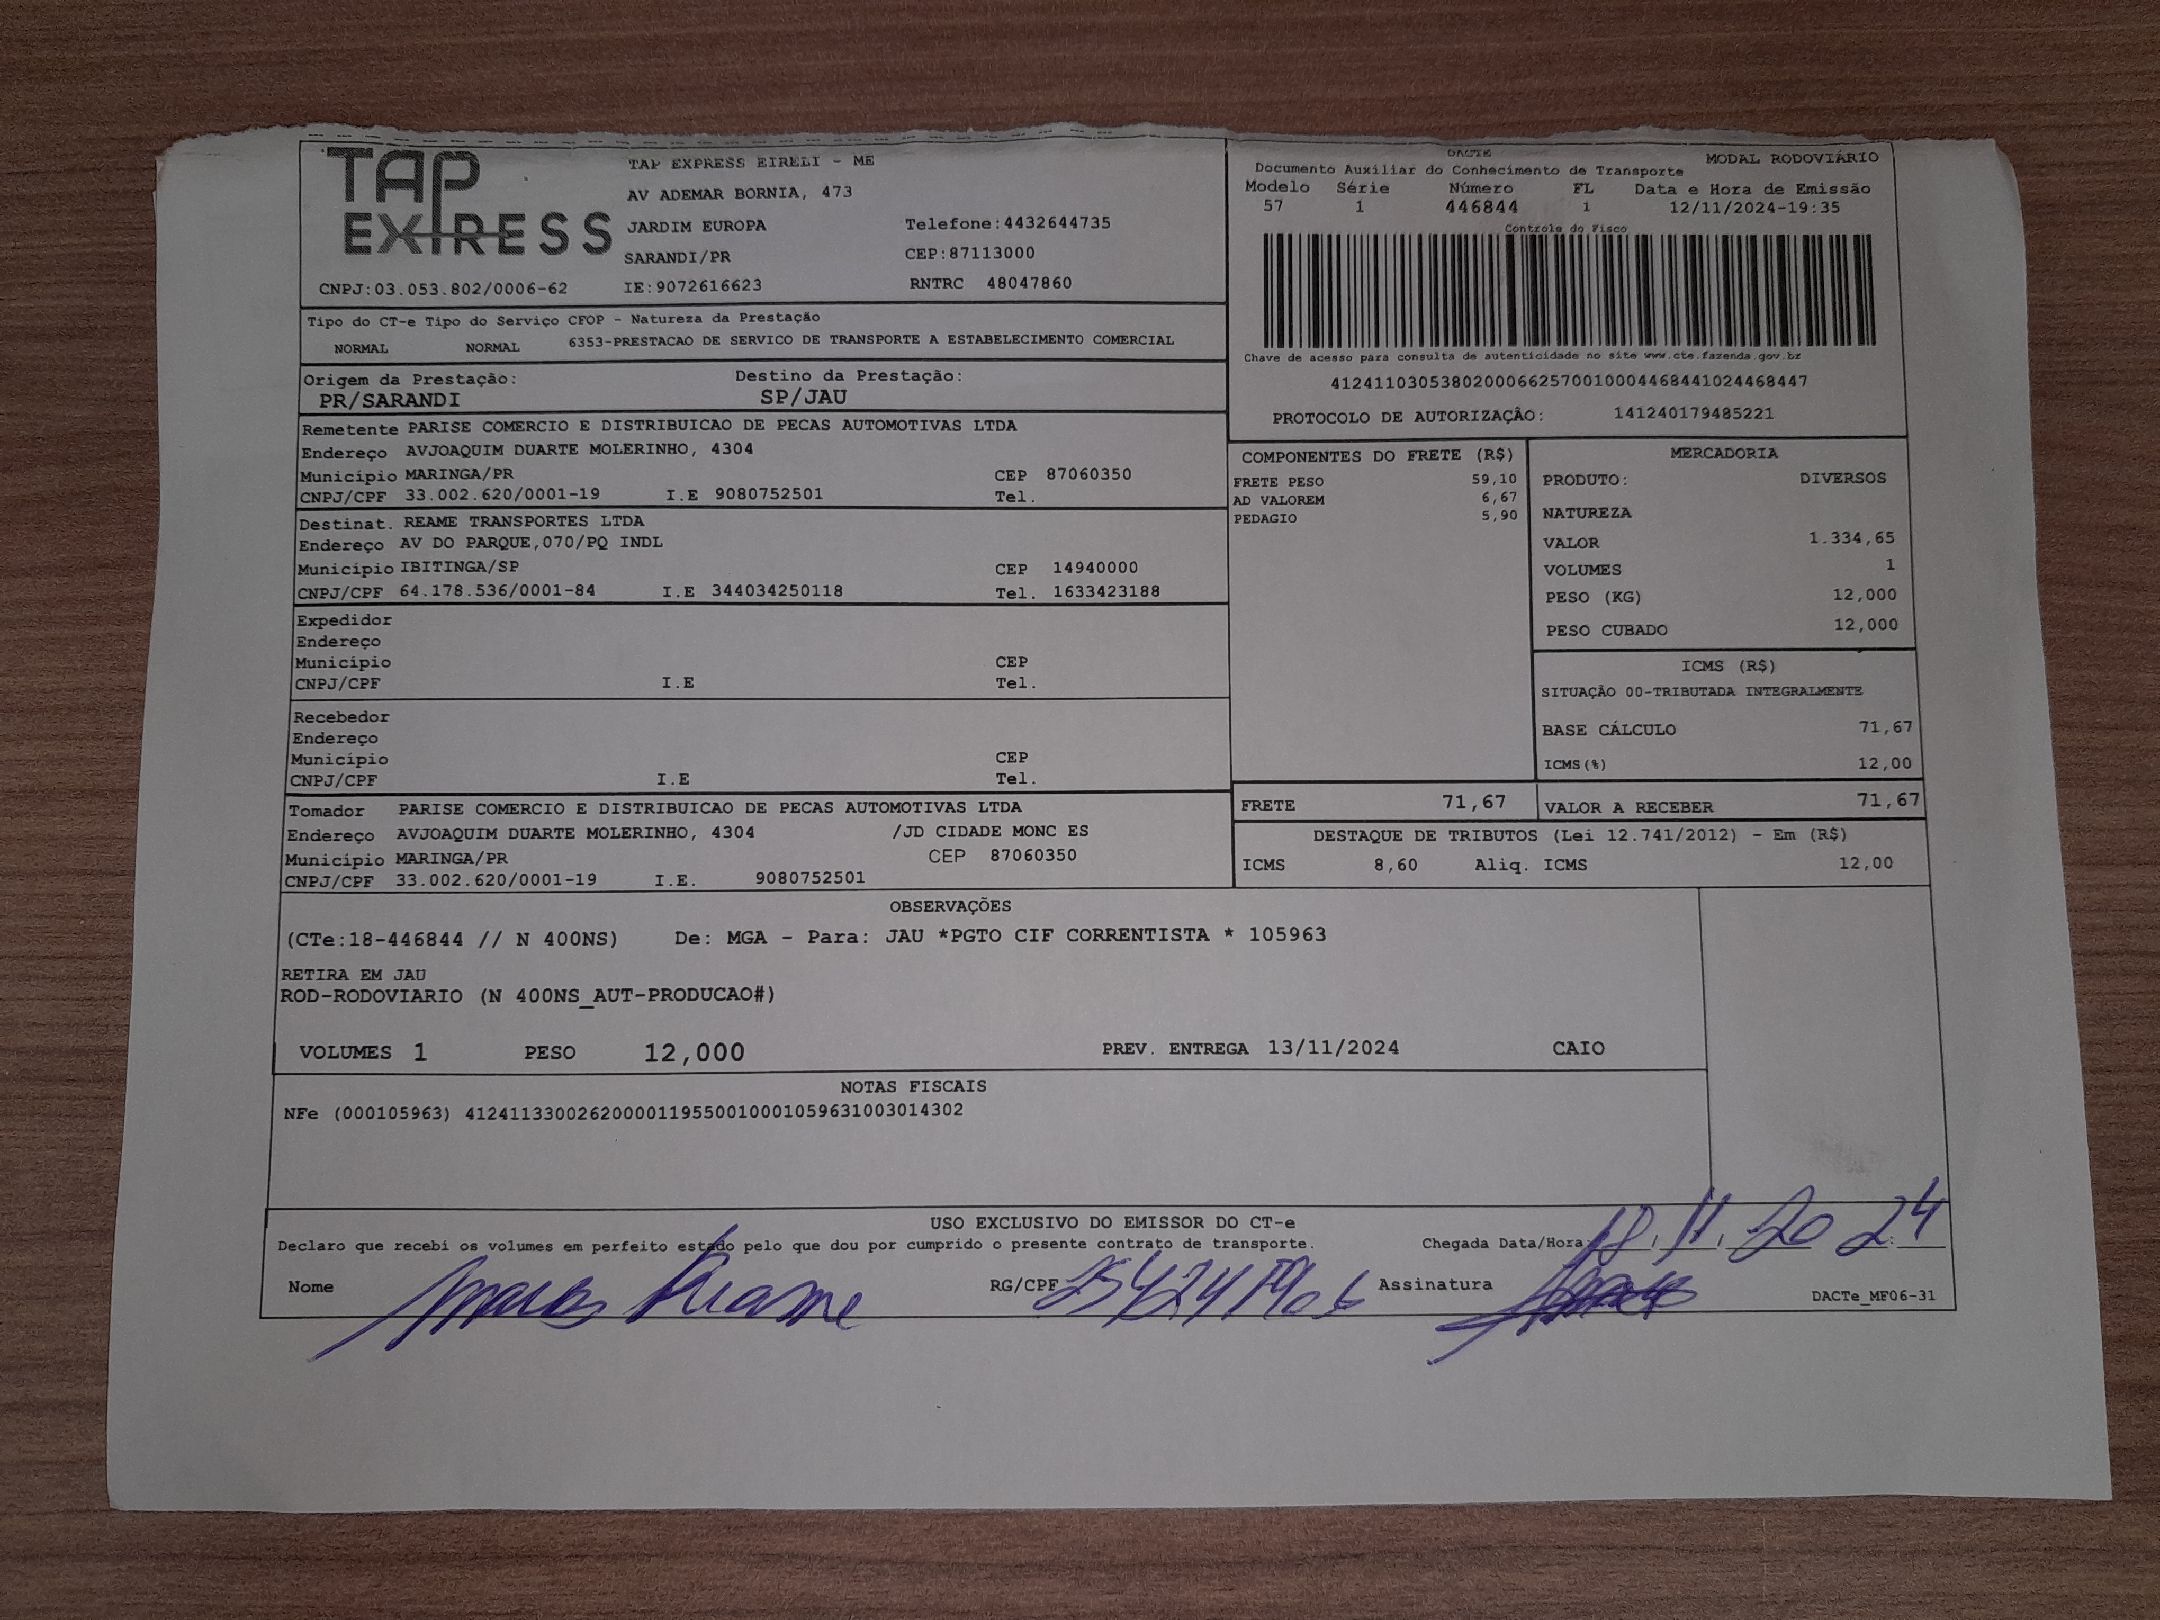 TAP EXPRESS
TAP EXPRESS EIRELI - ME
AV ADEMAR BORNIA, 473
JARDIM EUROPA Telefone:4432644735
SARANDI/PR CEP:87113000
CNPJ:03.053.802/0006-62 IE:9072616623 RNTRC 48047860
DACTE MODAL RODOVIÁRIO
Documento Auxiliar do Conhecimento de Transporte
Modelo Série Número FL Data e Hora de Emissão
57 1 446844 1 12/11/2024-19:35
Controle do Fisco
Chave de acesso para consulta de autenticidade no site www.cte.fazenda.gov.br
41241103053802000662570010004468441024468447
PROTOCOLO DE AUTORIZAÇÃO: 141240179485221
Tipo do CT-e Tipo do Serviço CFOP - Natureza da Prestação
NORMAL NORMAL 6353-PRESTACAO DE SERVICO DE TRANSPORTE A ESTABELECIMENTO COMERCIAL
Origem da Prestação: Destino da Prestação:
PR/SARANDI SP/JAU
Remetente PARISE COMERCIO E DISTRIBUICAO DE PECAS AUTOMOTIVAS LTDA
Endereço AVJOAQUIM DUARTE MOLERINHO, 4304
Município MARINGA/PR CEP 87060350
CNPJ/CPF 33.002.620/0001-19 I.E 9080752501 Tel.
Destinat. REAME TRANSPORTES LTDA
Endereço AV DO PARQUE,070/PQ INDL
Município IBITINGA/SP CEP 14940000
CNPJ/CPF 64.178.536/0001-84 I.E 344034250118 Tel. 1633423188
Expedidor
Endereço
Município CEP
CNPJ/CPF I.E Tel.
Recebedor
Endereço
Município CEP
CNPJ/CPF I.E Tel.
Tomador PARISE COMERCIO E DISTRIBUICAO DE PECAS AUTOMOTIVAS LTDA
Endereço AVJOAQUIM DUARTE MOLERINHO, 4304 /JD CIDADE MONC ES
Município MARINGA/PR CEP 87060350
CNPJ/CPF 33.002.620/0001-19 I.E. 9080752501
COMPONENTES DO FRETE (R$)
FRETE PESO 59,10
AD VALOREM 6,67
PEDAGIO 5,90
MERCADORIA
PRODUTO: DIVERSOS
NATUREZA
VALOR 1.334,65
VOLUMES 1
PESO (KG) 12,000
PESO CUBADO 12,000
ICMS (R$)
SITUAÇÃO 00-TRIBUTADA INTEGRALMENTE
BASE CÁLCULO 71,67
ICMS(%) 12,00
FRETE 71,67 VALOR A RECEBER 71,67
DESTAQUE DE TRIBUTOS (Lei 12.741/2012) - Em (R$)
ICMS 8,60 Aliq. ICMS 12,00
OBSERVAÇÕES
(CTe:18-446844 // N 400NS) De: MGA - Para: JAU *PGTO CIF CORRENTISTA * 105963
RETIRA EM JAU
ROD-RODOVIARIO (N 400NS_AUT-PRODUCAO#)
VOLUMES 1 PESO 12,000 PREV. ENTREGA 13/11/2024 CAIO
NOTAS FISCAIS
NFe (000105963) 41241133002620000119550010001059631003014302
USO EXCLUSIVO DO EMISSOR DO CT-e
Declaro que recebi os volumes em perfeito estado pelo que dou por cumprido o presente contrato de transporte. Chegada Data/Hora: 18.11.2024
Nome Marcos Reame RG/CPF Assinatura
DACTe_MF06-31